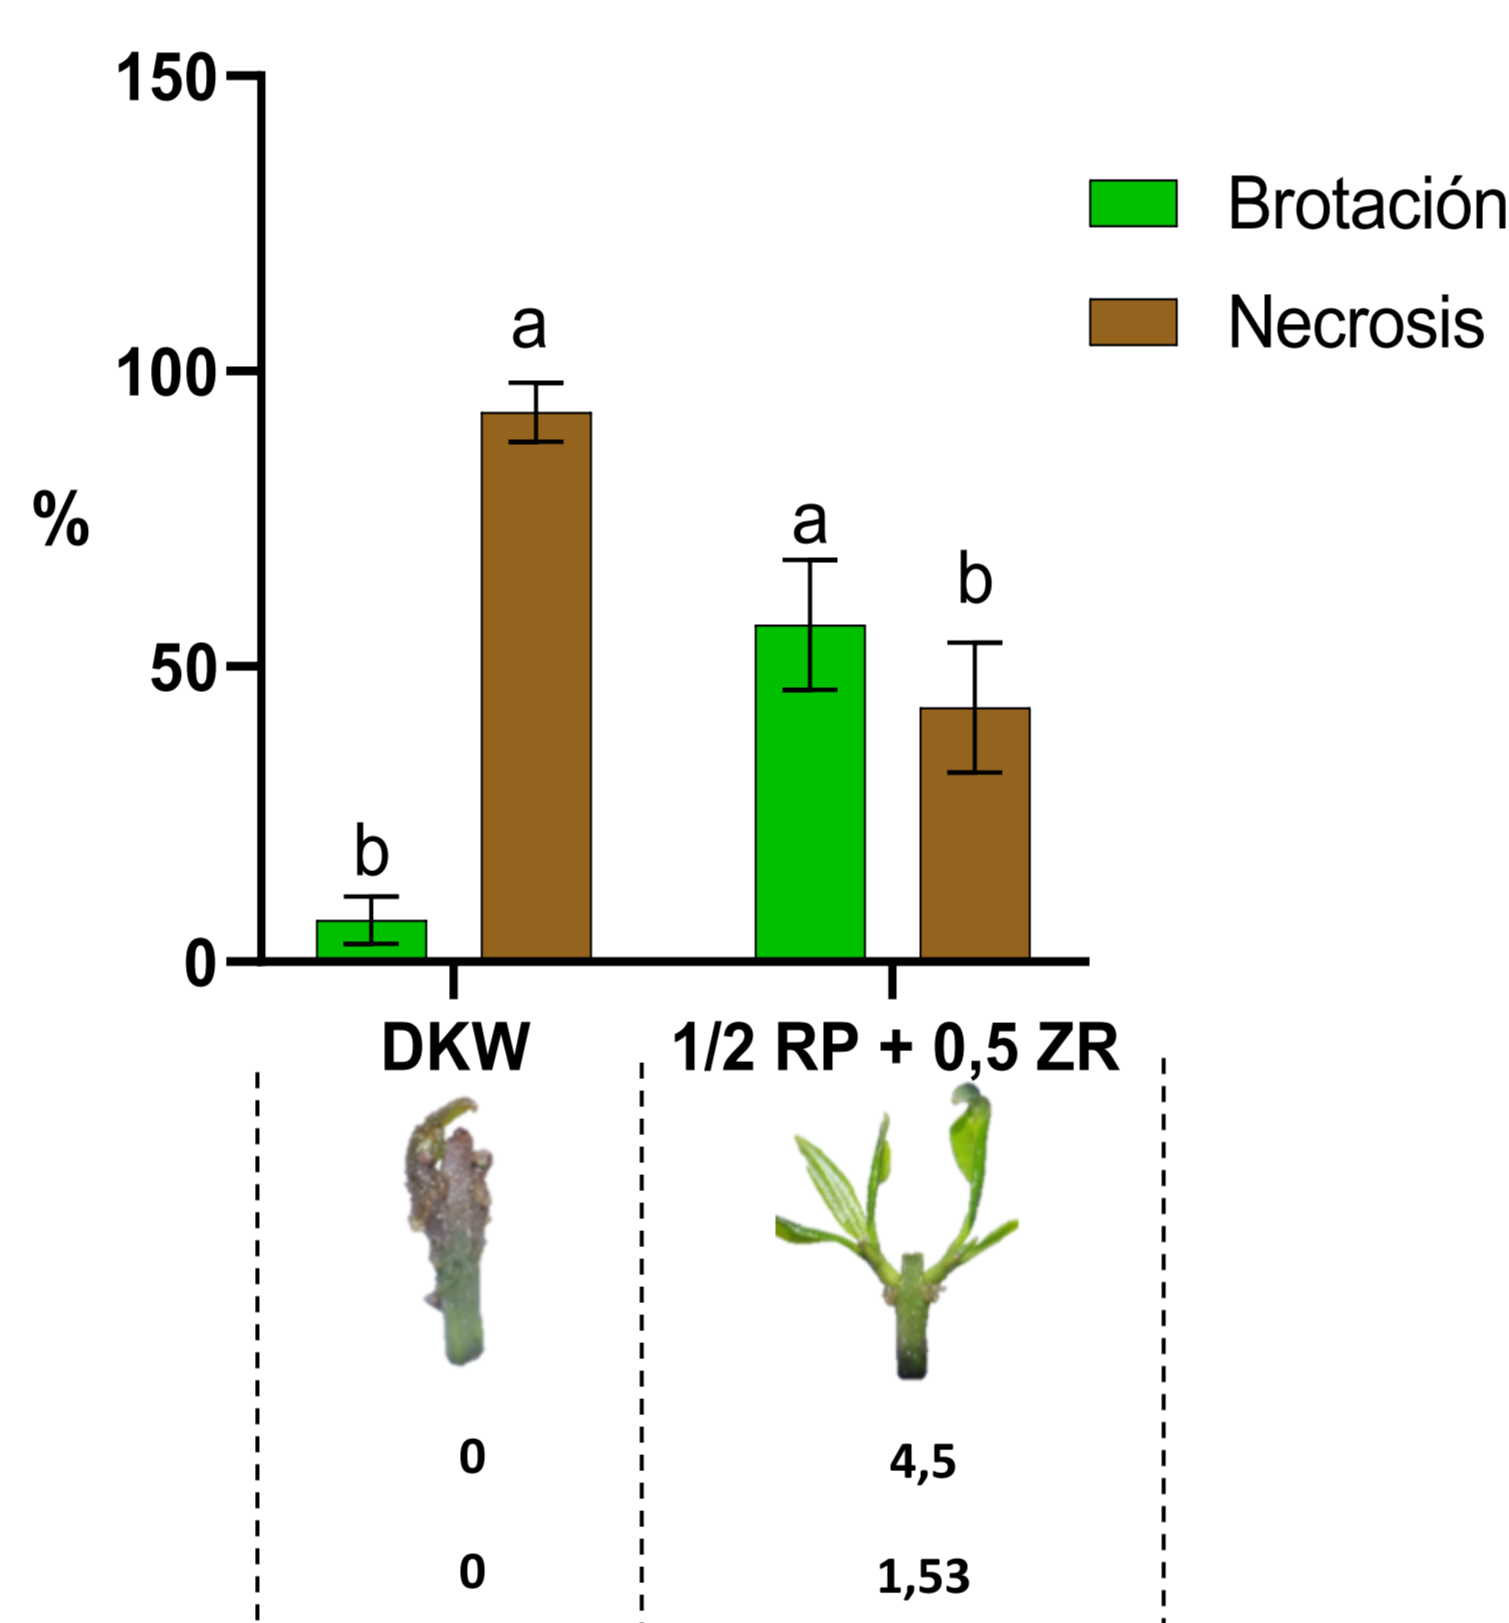 150
100
50
0
%
Brotación
Necrosis
b
a
a
b
DKW
1/2 RP + 0,5 ZR
0
4,5
0
1,53